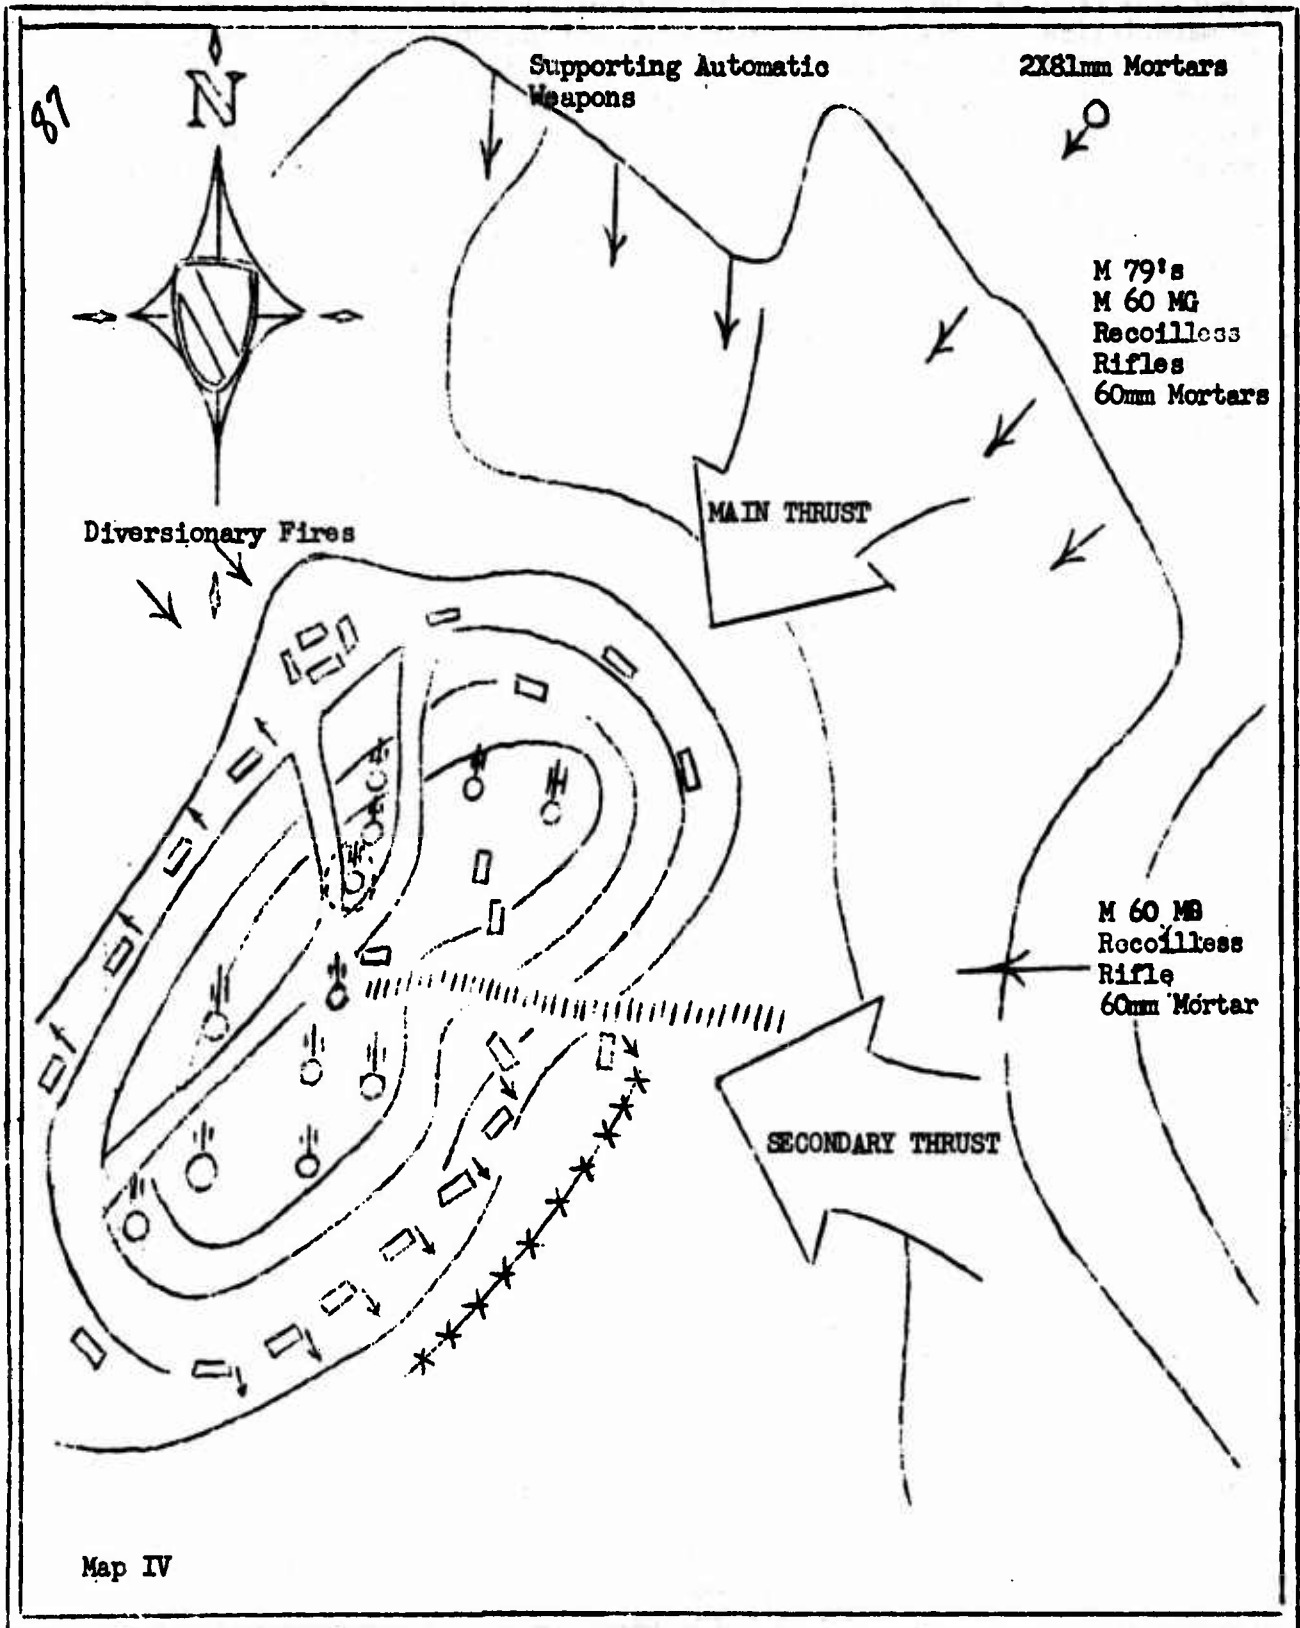 87
N
Supporting Automatic
Weapons
2X81mm Mortars
M 79's
M 60 MG
Recoilless
Rifles
60mm Mortars
MAIN THRUST
Diversionary Fires
M 60 MB
Recoilless
Rifle
60mm Mortar
SECONDARY THRUST
Map IV